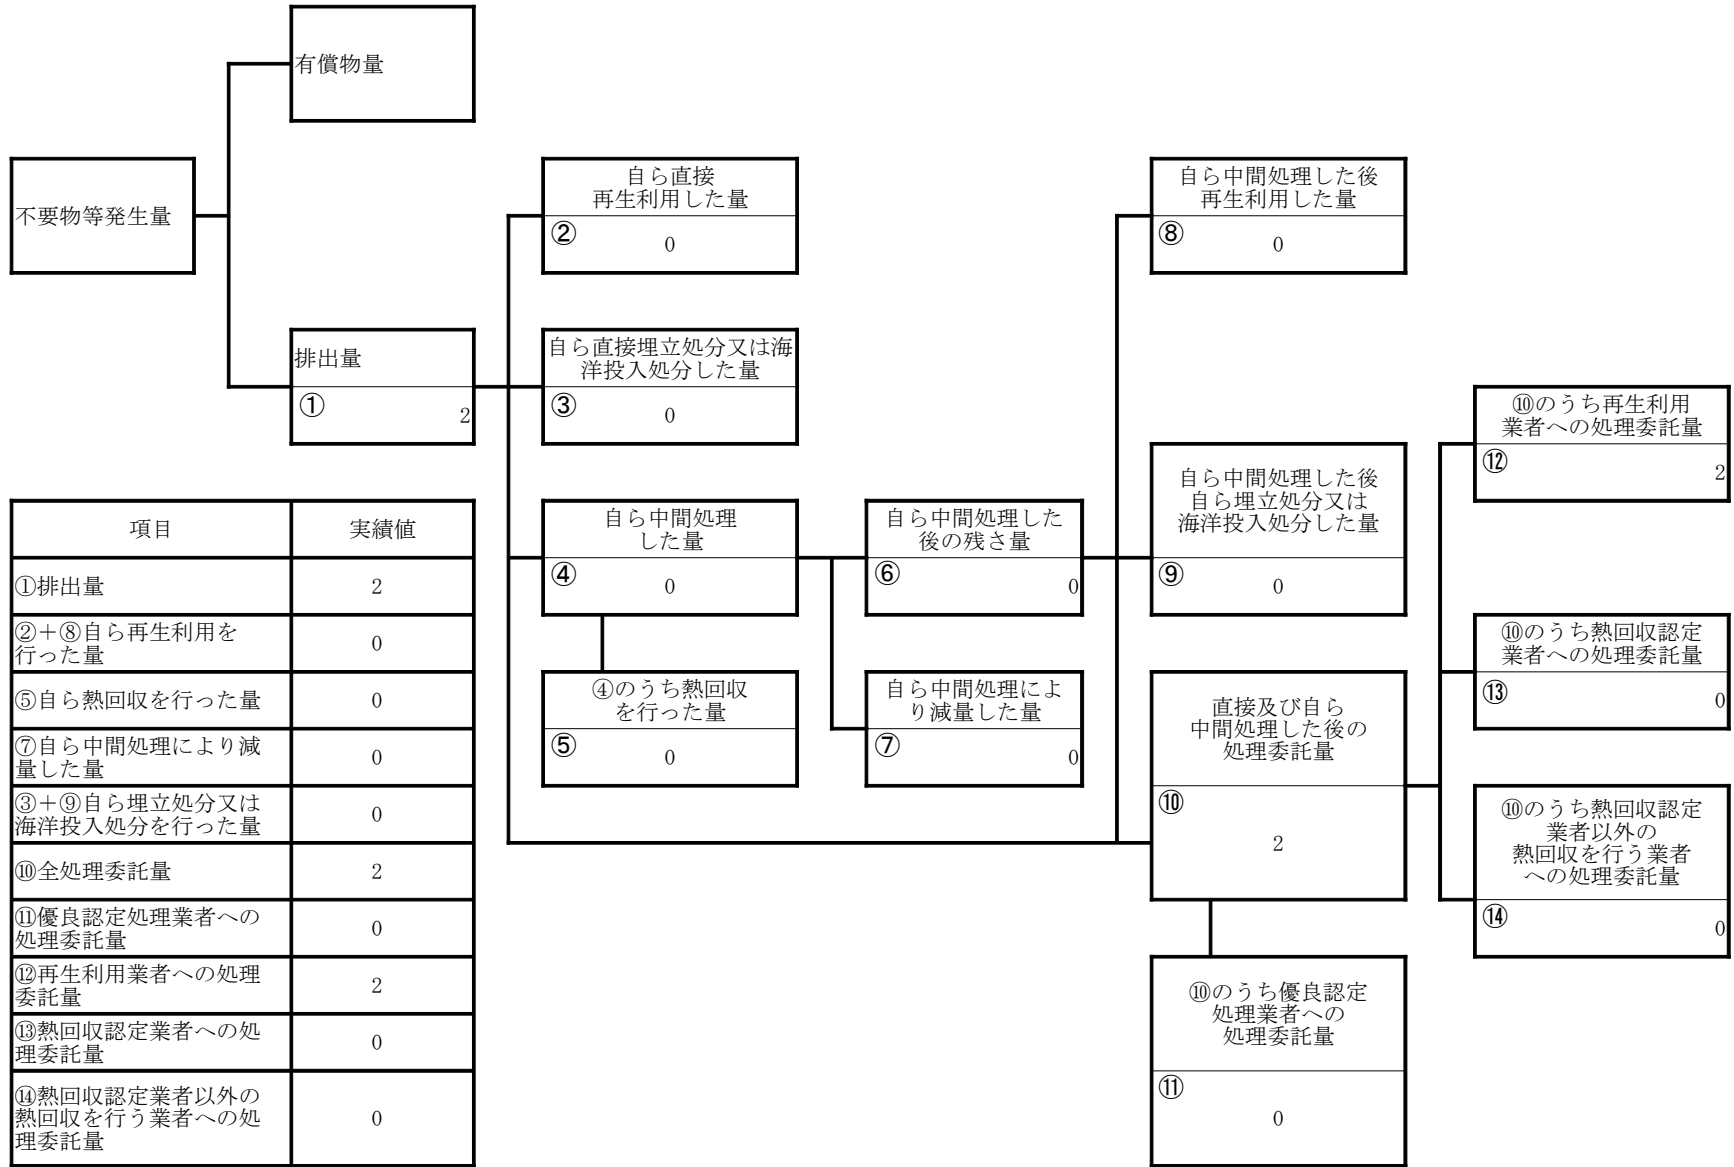 有償物量
不要物等発生量
自ら直接
再生利用した量
②
0
自ら中間処理した後
再生利用した量
⑧
0
排出量
①
2
自ら直接埋立処分又は海
洋投入処分した量
③
0
⑩のうち再生利用
業者への処理委託量
⑫
2
自ら中間処理
した量
④
0
自ら中間処理した
後の残さ量
⑥
0
自ら中間処理した後
自ら埋立処分又は
海洋投入処分した量
⑨
0
⑩のうち熱回収認定
業者への処理委託量
⑬
0
④のうち熱回収
を行った量
⑤
0
自ら中間処理によ
り減量した量
⑦
0
直接及び自ら
中間処理した後の
処理委託量
⑩
2
⑩のうち熱回収認定
業者以外の
熱回収を行う業者
への処理委託量
⑭
0
⑩のうち優良認定
処理業者への
処理委託量
⑪
0
項目 実績値
①排出量 2
②+⑧自ら再生利用を
行った量 0
⑤自ら熱回収を行った量 0
⑦自ら中間処理により減
量した量 0
③+⑨自ら埋立処分又は
海洋投入処分を行った量 0
⑩全処理委託量 2
⑪優良認定処理業者への
処理委託量 0
⑫再生利用業者への処理
委託量 2
⑬熱回収認定業者への処
理委託量 0
⑭熱回収認定業者以外の
熱回収を行う業者への処 0
理委託量